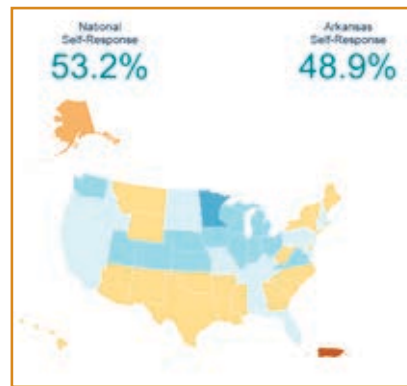 National
Self-Response
53.2%
Arkansas
Self-Response
48.9%